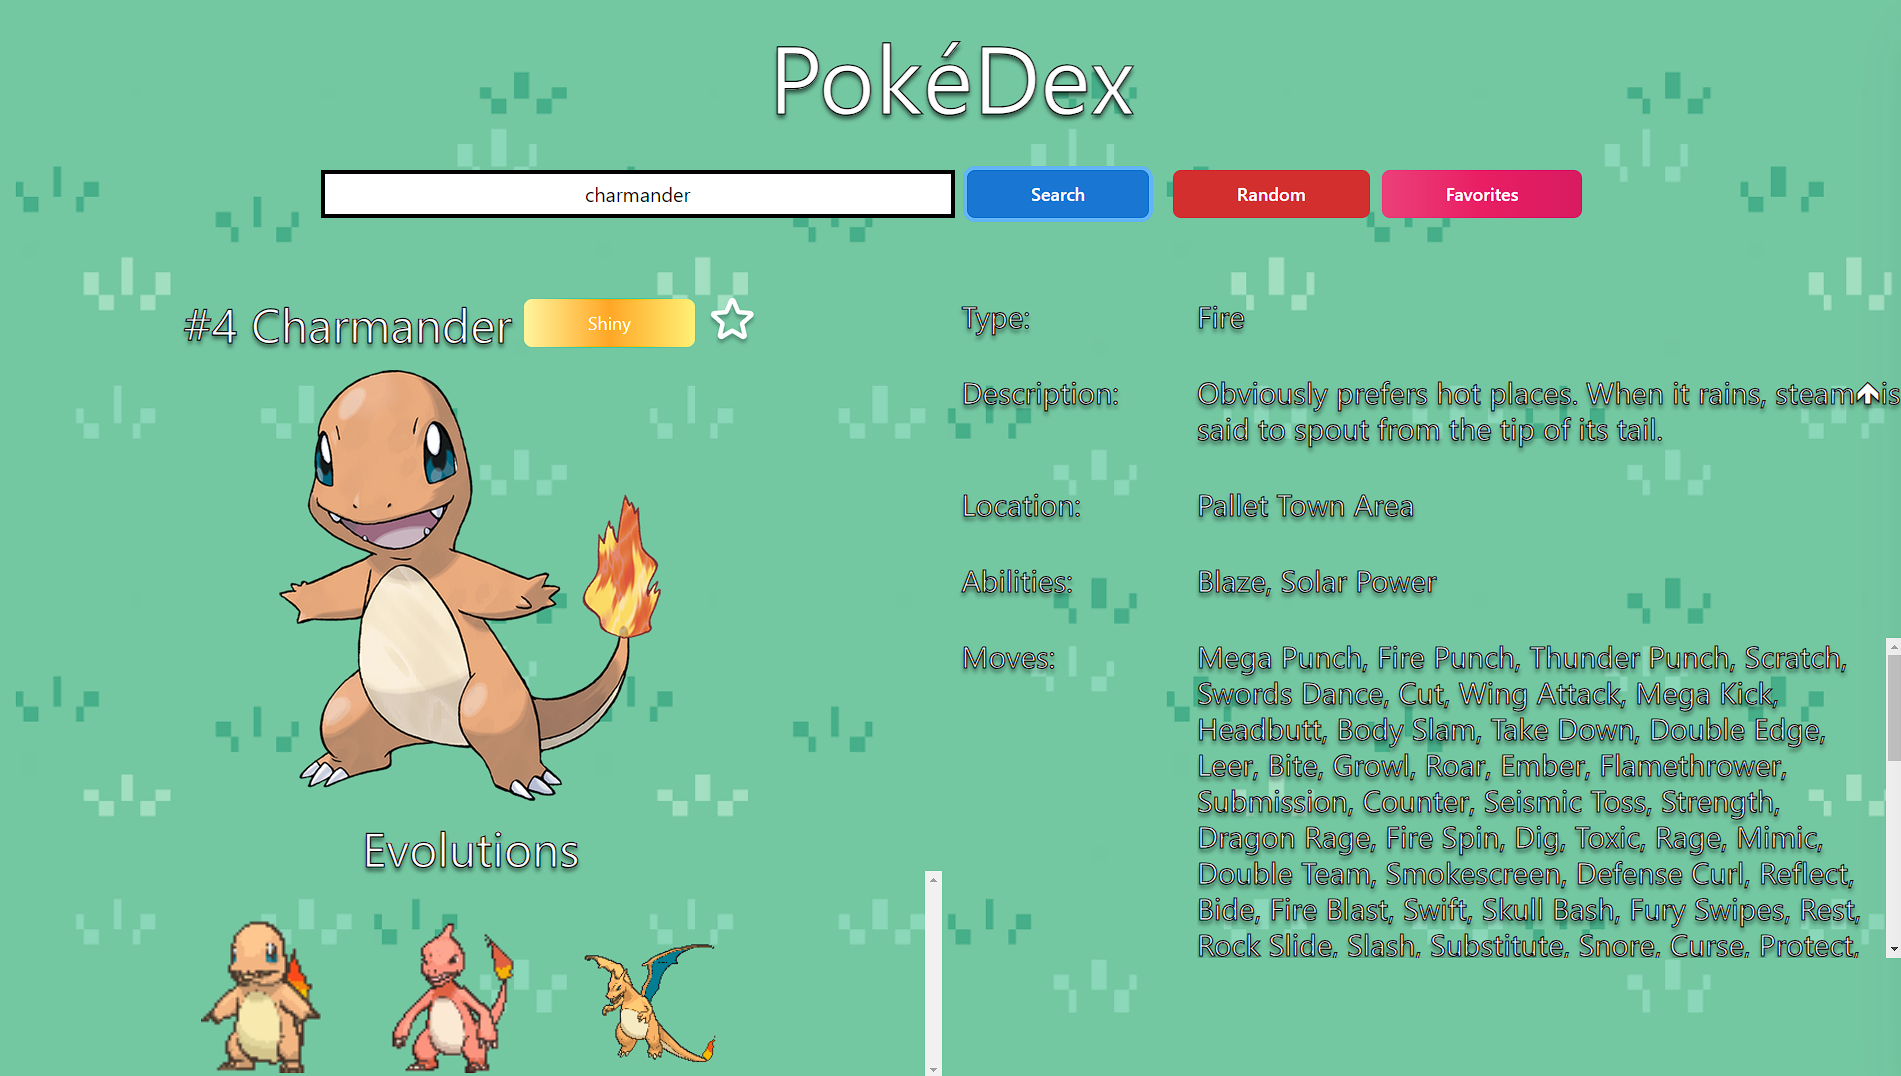 PokéDex
charmander
Search
Random
Favorites
#4 Charmander
Shiny
Type:
Fire
Description:
Obviously prefers hot places. When it rains, steam is
said to spout from the tip of its tail.
Location:
Pallet Town Area
Abilities:
Blaze, Solar Power
Moves:
Mega Punch, Fire Punch, Thunder Punch, Scratch,
Swords Dance, Cut, Wing Attack, Mega Kick,
Headbutt, Body Slam, Take Down, Double Edge,
Leer, Bite, Growl, Roar, Ember, Flamethrower,
Submission, Counter, Seismic Toss, Strength,
Dragon Rage, Fire Spin, Dig, Toxic, Rage, Mimic,
Double Team, Smokescreen, Defense Curl, Reflect,
Bide, Fire Blast, Swift, Skull Bash, Fury Swipes, Rest,
Rock Slide, Slash, Substitute, Snore, Curse, Protect,
Evolutions